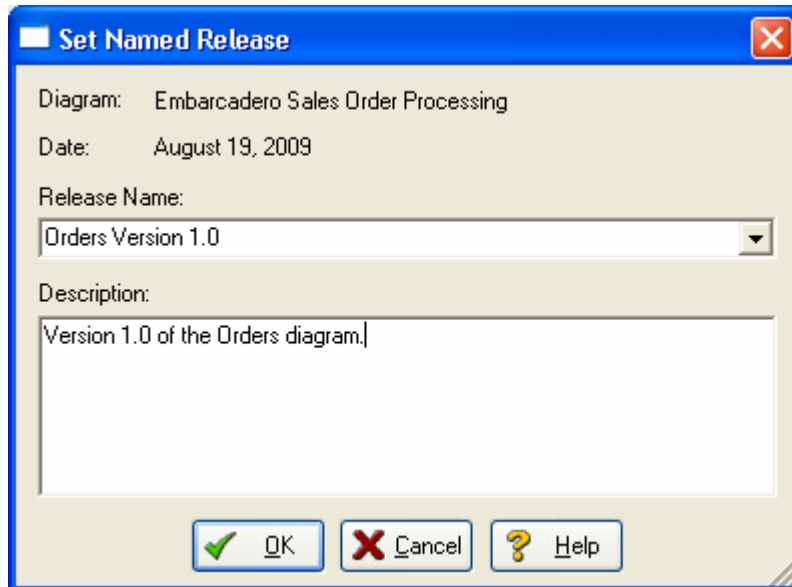 Set Named Release
Diagram: Embarcadero Sales Order Processing
Date: August 19, 2009
Release Name:
Orders Version 1.0
Description:
Version 1.0 of the Orders diagram.
OK Cancel Help